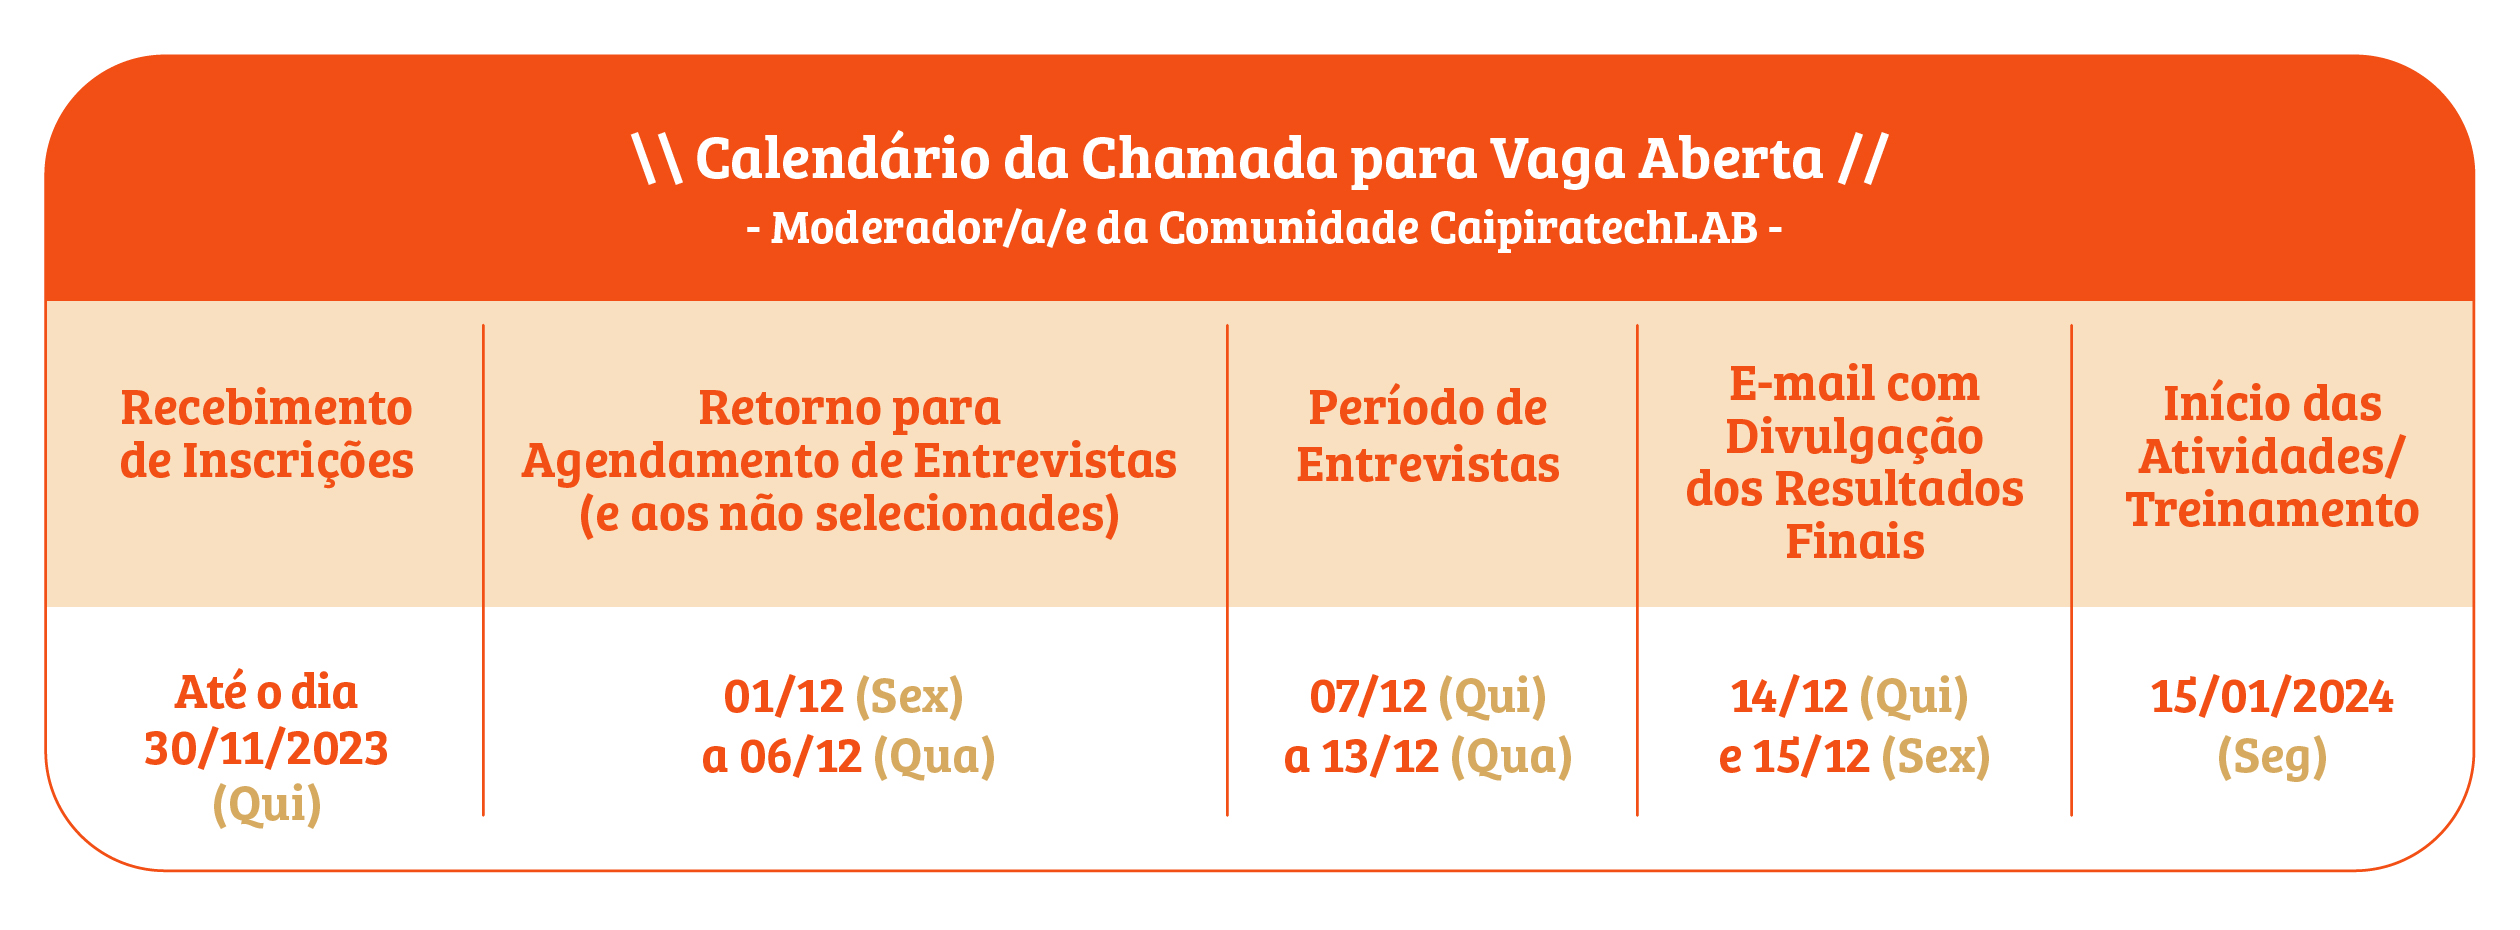 \\ Calendário da Chamada para Vaga Aberta //
- Moderador/a/e da Comunidade CaipiratechLAB -
Recebimento
de Inscrições
Retorno para
Agendamento de Entrevistas
(e aos não selecionades)
Período de
Entrevistas
E-mail com
Divulgação
dos Resultados
Finais
Início das
Atividades/
Treinamento
Até o dia
30/11/2023
(Qui)
01/12 (Sex)
a 06/12 (Qua)
07/12 (Qui)
a 13/12 (Qua)
14/12 (Qui)
e 15/12 (Sex)
15/01/2024
(Seg)